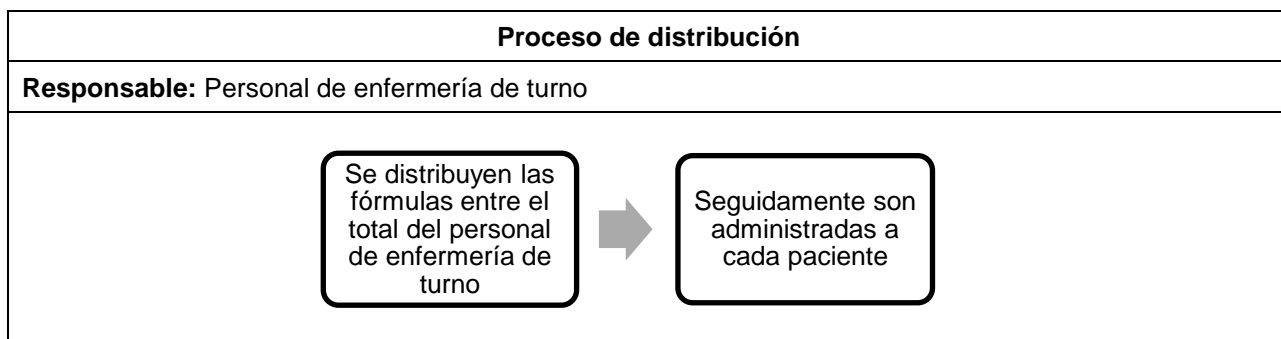 Proceso de distribución
Responsable: Personal de enfermería de turno
Se distribuyen las
fórmulas entre el
total del personal
de enfermería de
turno
Seguidamente son
administradas a
cada paciente